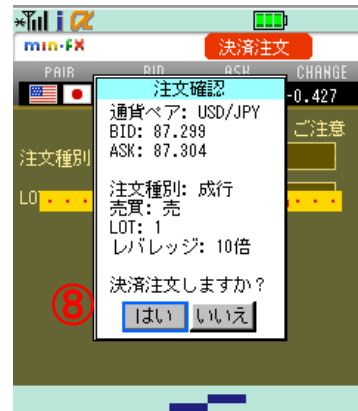 min-FX 決済注文
PAIR BID ASK CHANGE
-0.427
注文確認
通貨ペア: USD/JPY
BID: 87.299
ASK: 87.304
ご注意
注文種別
注文種別: 成行
売買: 売
LOT: 1
LOT
レバレッジ: 10倍
決済注文しますか?
⑧
はい いいえ